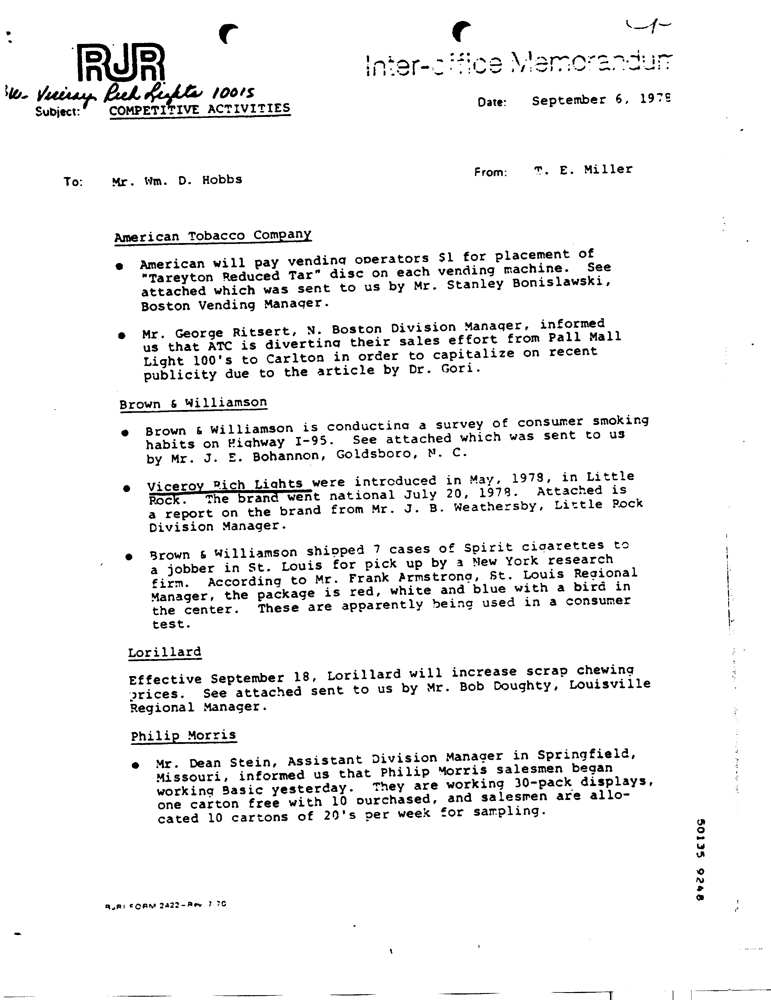 RJR
Inter-office Memorandum
BW- Viceroy Rich Lights 100's
Subject: COMPETITIVE ACTIVITIES
Date: September 6, 1978
To: Mr. Wm. D. Hobbs
From: T. E. Miller
American Tobacco Company
• American will pay vending operators $1 for placement of
"Tareyton Reduced Tar" disc on each vending machine. See
attached which was sent to us by Mr. Stanley Bonislawski,
Boston Vending Manager.
• Mr. George Ritsert, N. Boston Division Manager, informed
us that ATC is diverting their sales effort from Pall Mall
Light 100's to Carlton in order to capitalize on recent
publicity due to the article by Dr. Gori.
Brown & Williamson
• Brown & Williamson is conducting a survey of consumer smoking
habits on Highway I-95. See attached which was sent to us
by Mr. J. E. Bohannon, Goldsboro, N. C.
• Viceroy Rich Lights were introduced in May, 1978, in Little
Rock. The brand went national July 20, 1978. Attached is
a report on the brand from Mr. J. B. Weathersby, Little Rock
Division Manager.
• Brown & Williamson shipped 7 cases of Spirit cigarettes to
a jobber in St. Louis for pick up by a New York research
firm. According to Mr. Frank Armstrong, St. Louis Regional
Manager, the package is red, white and blue with a bird in
the center. These are apparently being used in a consumer
test.
Lorillard
Effective September 18, Lorillard will increase scrap chewing
prices. See attached sent to us by Mr. Bob Doughty, Louisville
Regional Manager.
Philip Morris
• Mr. Dean Stein, Assistant Division Manager in Springfield,
Missouri, informed us that Philip Morris salesmen began
working Basic yesterday. They are working 30-pack displays,
one carton free with 10 purchased, and salesmen are allo-
cated 10 cartons of 20's per week for sampling.
50135 9248
RJRI FORM 2422-Rev 7 70